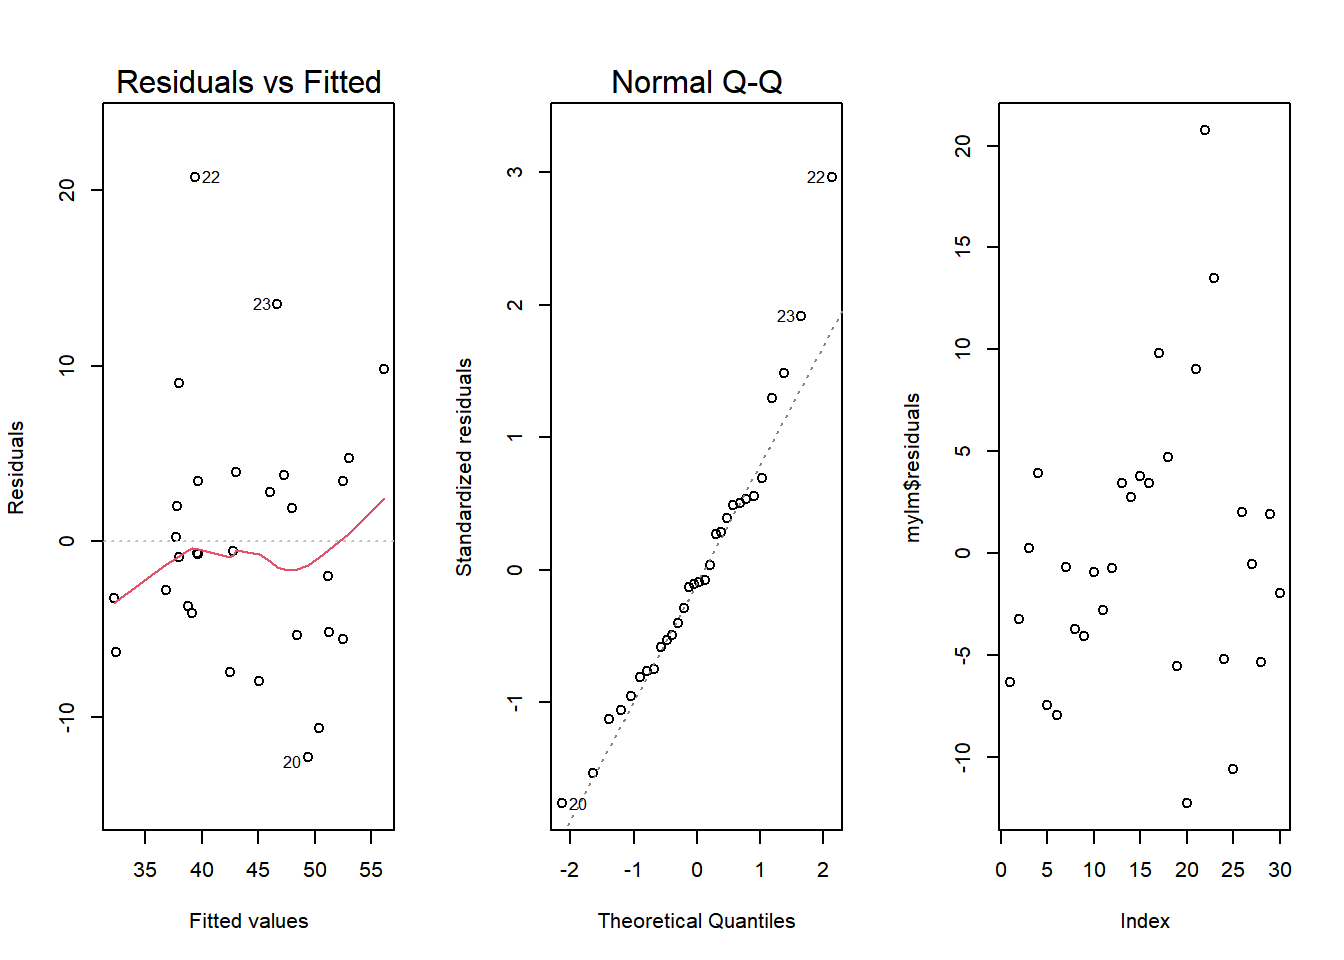 Residuals vs Fitted
Residuals
20
10
0
-10
22
23
20
35 40 45 50 55
Fitted values
Normal Q-Q
Standardized residuals
3
2
1
0
-1
22
23
20
-2 -1 0 1 2
Theoretical Quantiles
mylm$residuals
20
15
10
5
0
-5
-10
0 5 10 15 20 25 30
Index